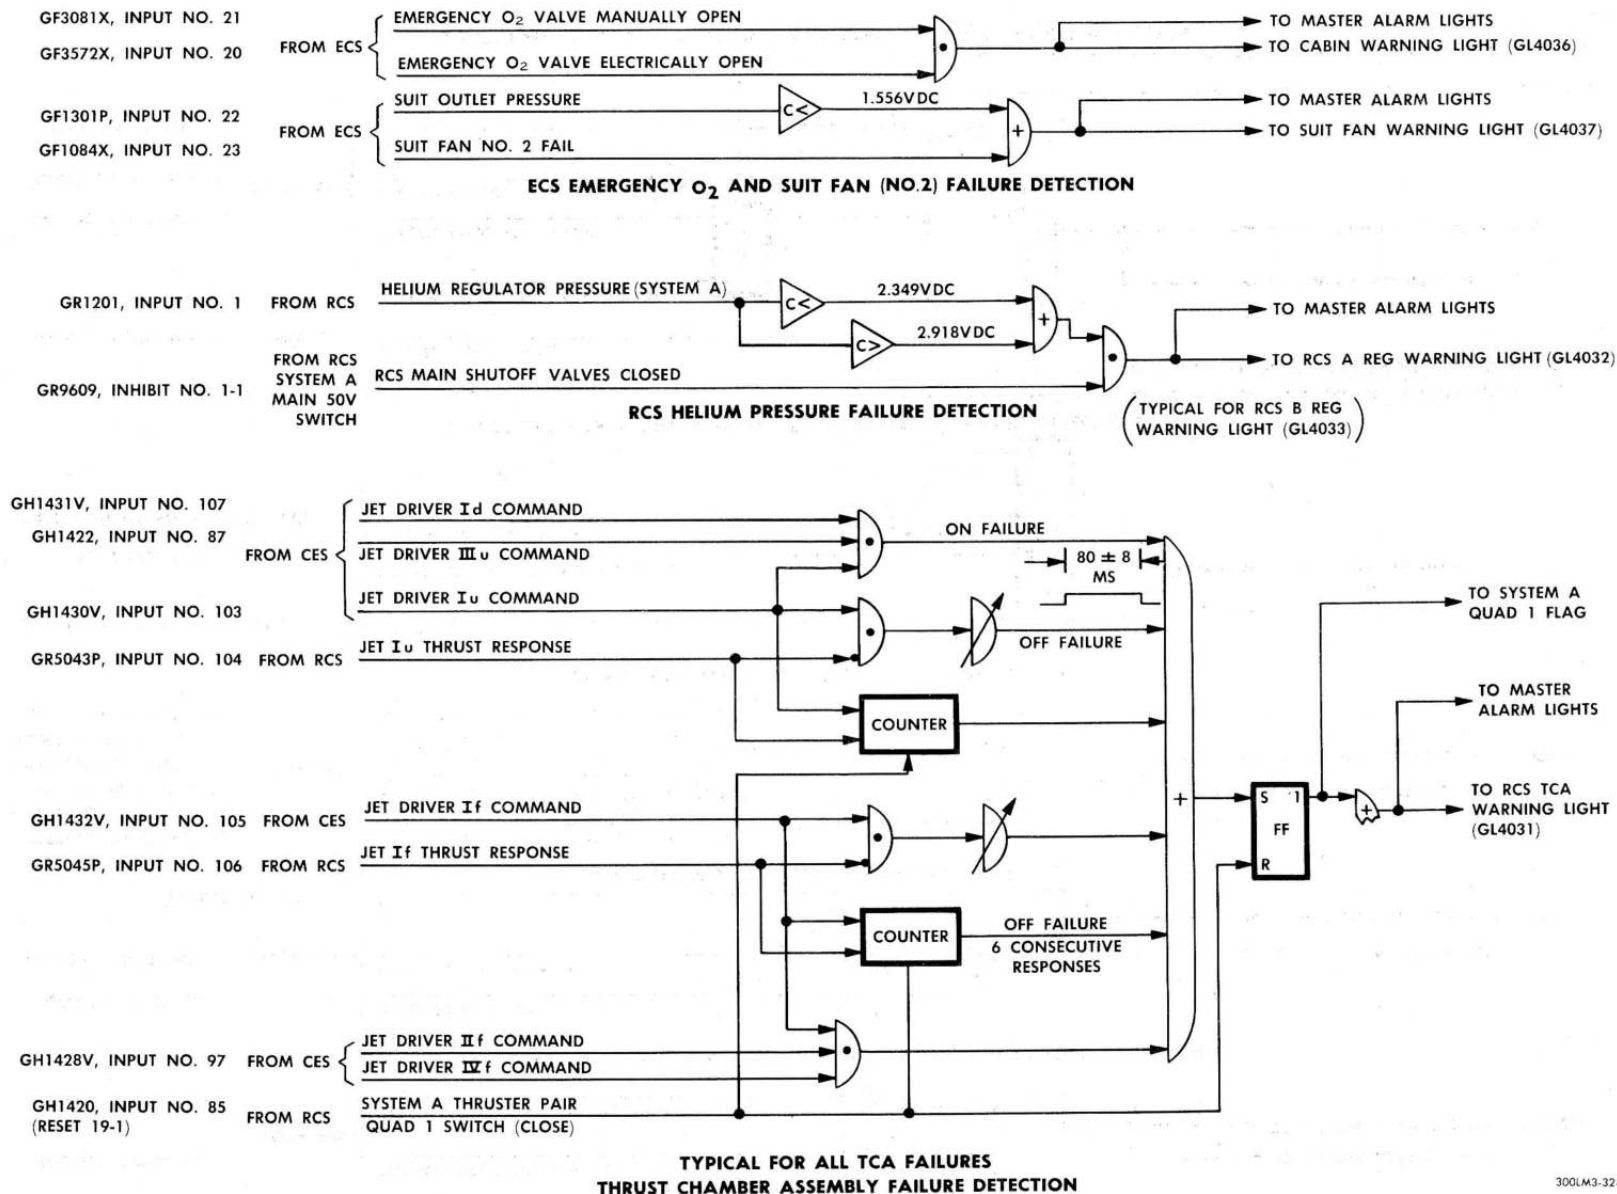 GF3081X, INPUT NO. 21
GF3572X, INPUT NO. 20
FROM ECS
EMERGENCY O₂ VALVE MANUALLY OPEN
EMERGENCY O₂ VALVE ELECTRICALLY OPEN
•
TO MASTER ALARM LIGHTS
TO CABIN WARNING LIGHT (GL4036)
GF1301P, INPUT NO. 22
GF1084X, INPUT NO. 23
FROM ECS
SUIT OUTLET PRESSURE
C<
1.556VDC
SUIT FAN NO. 2 FAIL
+
TO MASTER ALARM LIGHTS
TO SUIT FAN WARNING LIGHT (GL4037)
ECS EMERGENCY O₂ AND SUIT FAN (NO.2) FAILURE DETECTION
GR1201, INPUT NO. 1
FROM RCS
HELIUM REGULATOR PRESSURE (SYSTEM A)
C<
2.349VDC
C>
2.918VDC
+
•
TO MASTER ALARM LIGHTS
TO RCS A REG WARNING LIGHT (GL4032)
GR9609, INHIBIT NO. 1-1
FROM RCS
SYSTEM A
MAIN 50V
SWITCH
RCS MAIN SHUTOFF VALVES CLOSED
(TYPICAL FOR RCS B REG
WARNING LIGHT (GL4033))
RCS HELIUM PRESSURE FAILURE DETECTION
GH1431V, INPUT NO. 107
GH1422, INPUT NO. 87
GH1430V, INPUT NO. 103
FROM CES
JET DRIVER Id COMMAND
JET DRIVER IIIu COMMAND
JET DRIVER Iu COMMAND
•
ON FAILURE
80 ± 8
MS
GR5043P, INPUT NO. 104
FROM RCS
JET Iu THRUST RESPONSE
•
OFF FAILURE
COUNTER
TO SYSTEM A
QUAD 1 FLAG
TO MASTER
ALARM LIGHTS
TO RCS TCA
WARNING LIGHT
(GL4031)
GH1432V, INPUT NO. 105
FROM CES
JET DRIVER If COMMAND
GR5045P, INPUT NO. 106
FROM RCS
JET If THRUST RESPONSE
•
+
S 1
FF
R
+
COUNTER
OFF FAILURE
6 CONSECUTIVE
RESPONSES
GH1428V, INPUT NO. 97
FROM CES
JET DRIVER IIf COMMAND
JET DRIVER IVf COMMAND
•
GH1420, INPUT NO. 85
(RESET 19-1)
FROM RCS
SYSTEM A THRUSTER PAIR
QUAD 1 SWITCH (CLOSE)
TYPICAL FOR ALL TCA FAILURES
THRUST CHAMBER ASSEMBLY FAILURE DETECTION
300LM3-32